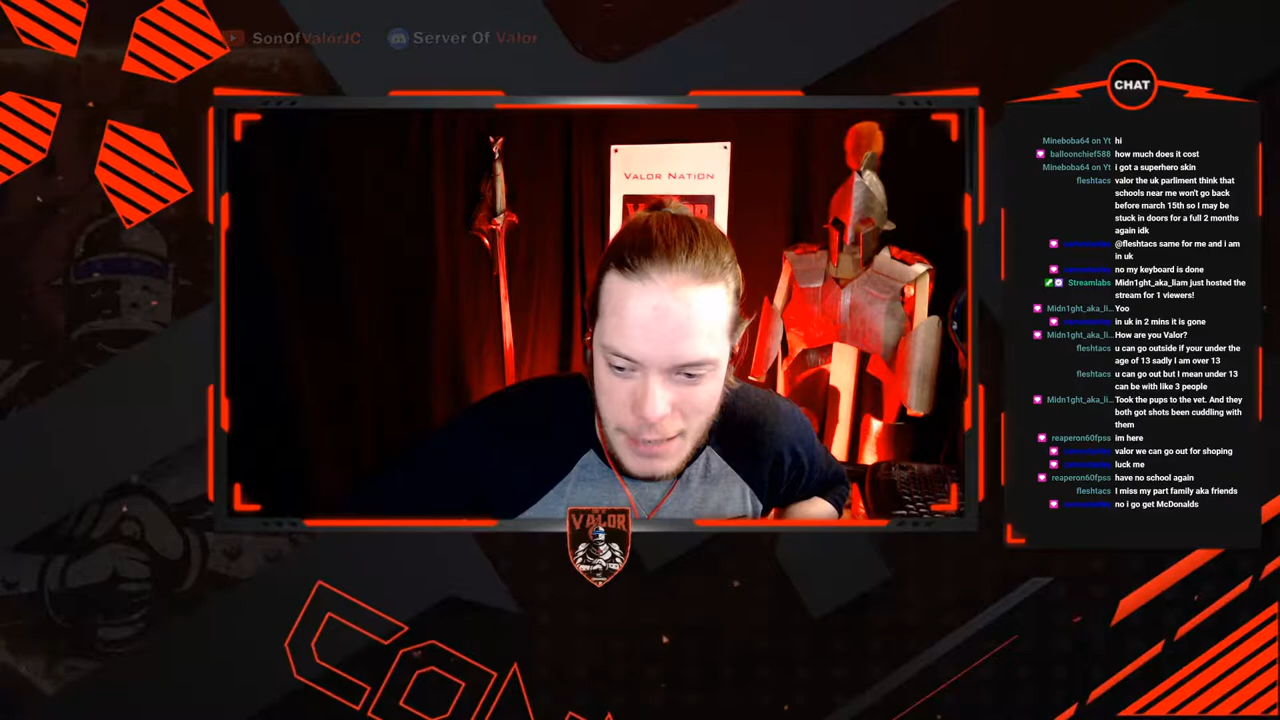 SonOfValorJC
Server Of Valor
CHAT
VALOR NATION
VALOR
Mineboba64 on Yt hi
balloonchief588 how much does it cost
Mineboba64 on Yt i got a superhero skin
fleshtacs valor the uk parliment think that
schools near me won't go back
before march 15th so I may be
stuck in doors for a full 2 months
again idk
@fleshtacs same for me and i am
in uk
no my keyboard is done
Streamlabs Midn1ght_aka_liam just hosted the
stream for 1 viewers!
Midn1ght_aka_li... Yoo
in uk in 2 mins it is gone
Midn1ght_aka_li... How are you Valor?
fleshtacs u can go outside if your under the
age of 13 sadly I am over 13
fleshtacs u can go out but I mean under 13
can be with like 3 people
Midn1ght_aka_li... Took the pups to the vet. And they
both got shots been cuddling with
them
reaperon60fpss im here
valor we can go out for shoping
luck me
reaperon60fpss have no school again
fleshtacs I miss my part family aka friends
no i go get McDonalds
VALOR